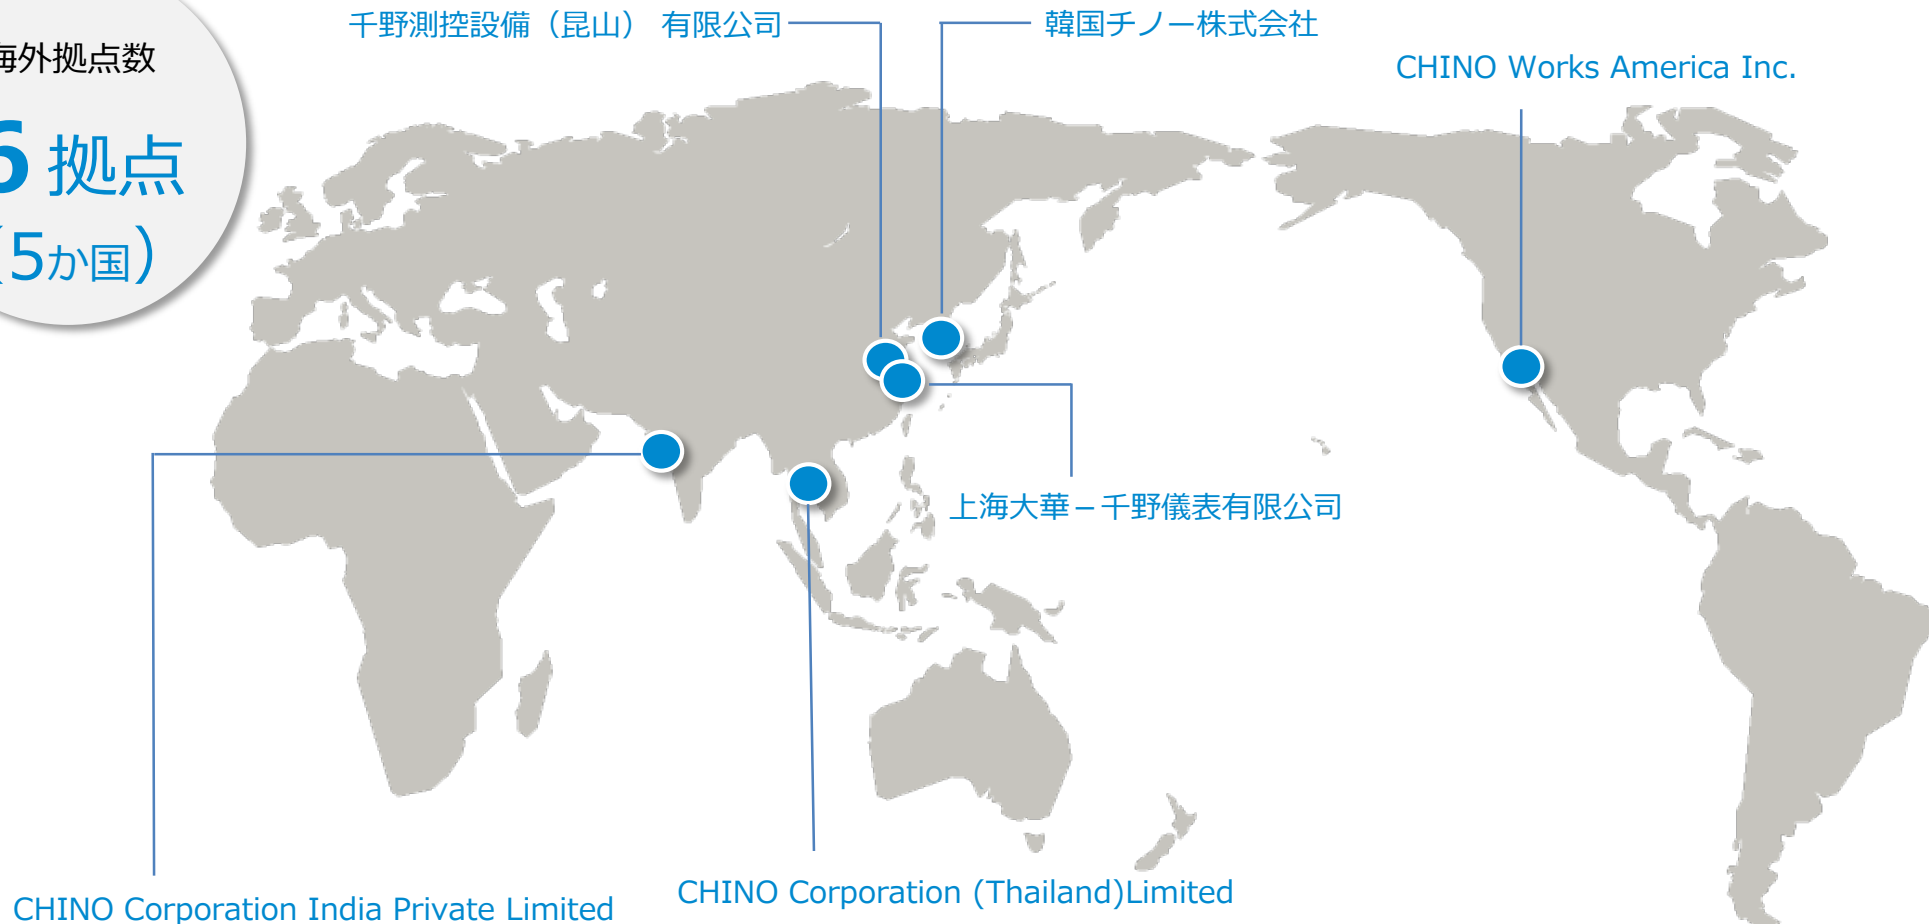 海外拠点数
6 拠点
(5か国)
千野測控設備（昆山） 有限公司
韓国チノー株式会社
CHINO Works America Inc.
上海大華－千野儀表有限公司
CHINO Corporation (Thailand)Limited
CHINO Corporation India Private Limited